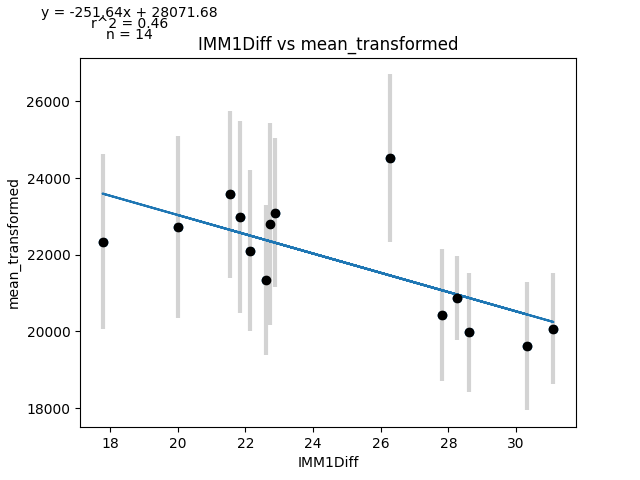 y = -251.64x + 28071.68
r^2 = 0.46
n = 14
IMM1Diff vs mean_transformed
mean_transformed
26000
24000
22000
20000
18000
18 20 22 24 26 28 30
IMM1Diff